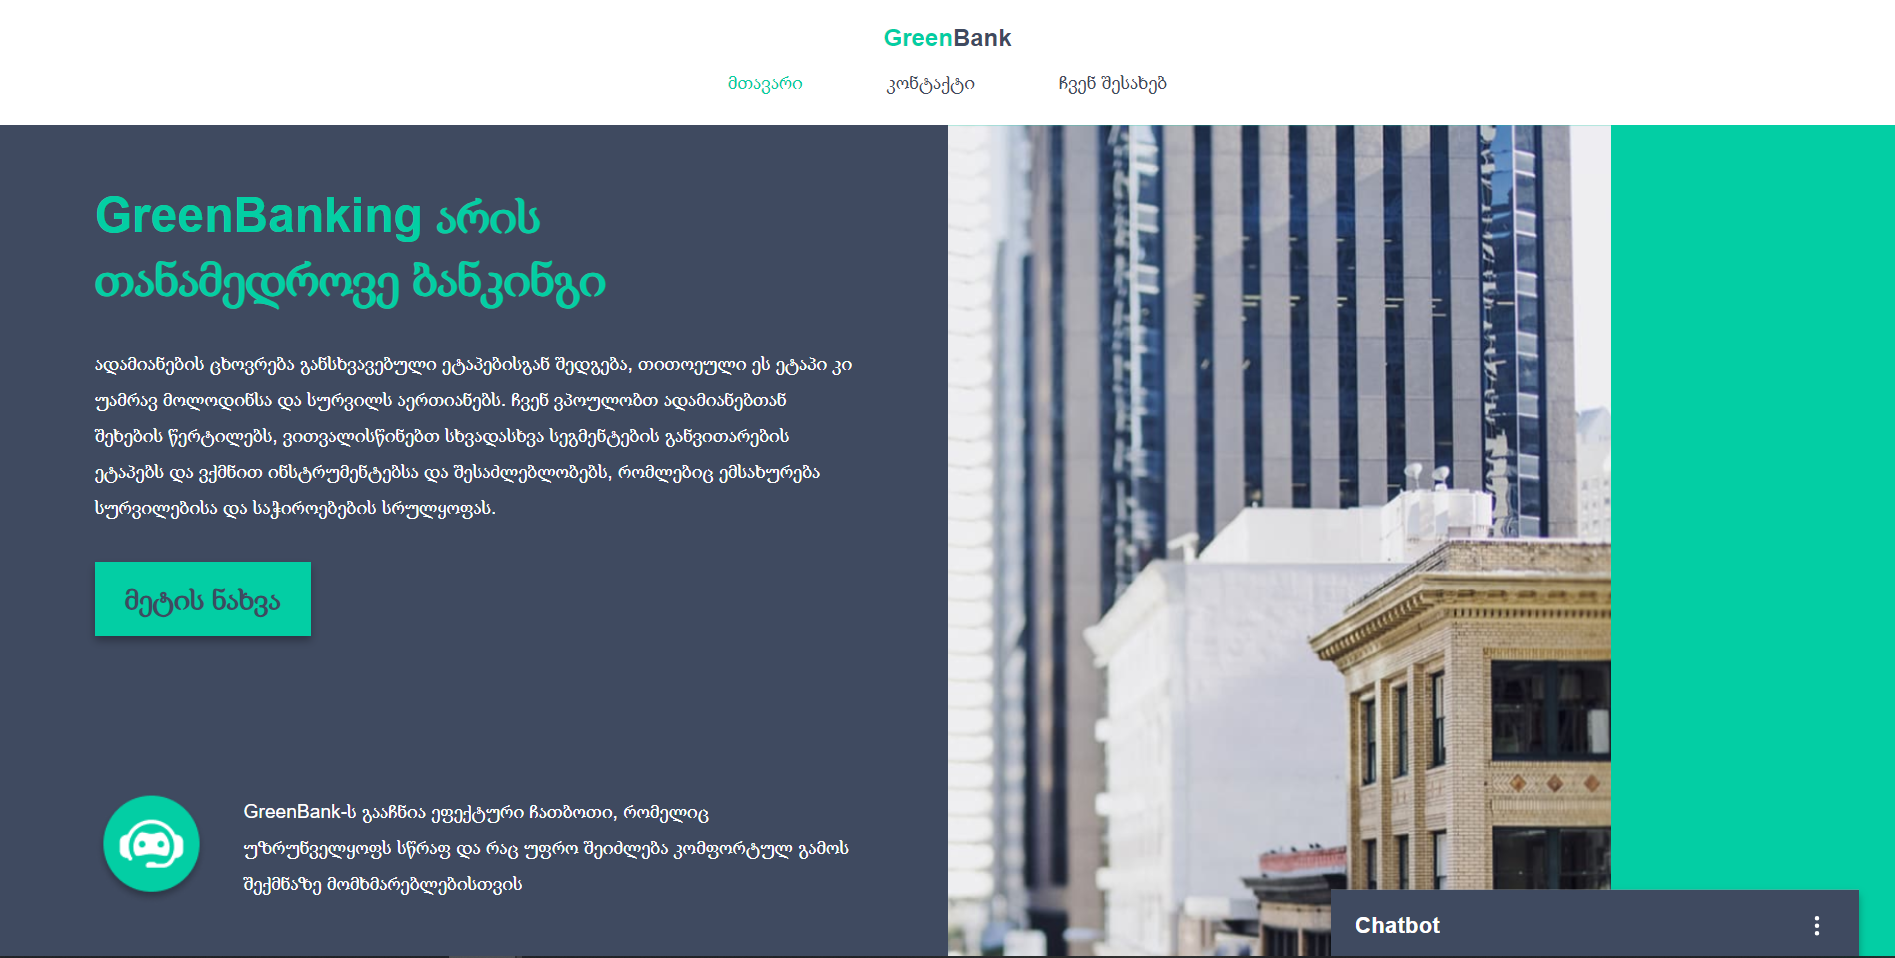 GreenBank
მთავარი კონტაქტი ჩვენ შესახებ
GreenBanking არის
თანამედროვე ბანკინგი
ადამიანების ცხოვრება განსხვავებული ეტაპებისგან შედგება, თითოეული ეს ეტაპი კი
უამრავ მოლოდინსა და სურვილს აერთიანებს. ჩვენ ვპოულობთ ადამიანებთან
შეხების წერტილებს, ვითვალისწინებთ სხვადასხვა სეგმენტების განვითარების
ეტაპებს და ვქმნით ინსტრუმენტებსა და შესაძლებლობებს, რომლებიც ემსახურება
სურვილებისა და საჭიროებების სრულყოფას.
მეტის ნახვა
GreenBank-ს გააჩნია ეფექტური ჩათბოთი, რომელიც
უზრუნველყოფს სწრაფ და რაც უფრო შეიძლება კომფორტულ გამოს
შექმნაზე მომხმარებლებისთვის
Chatbot